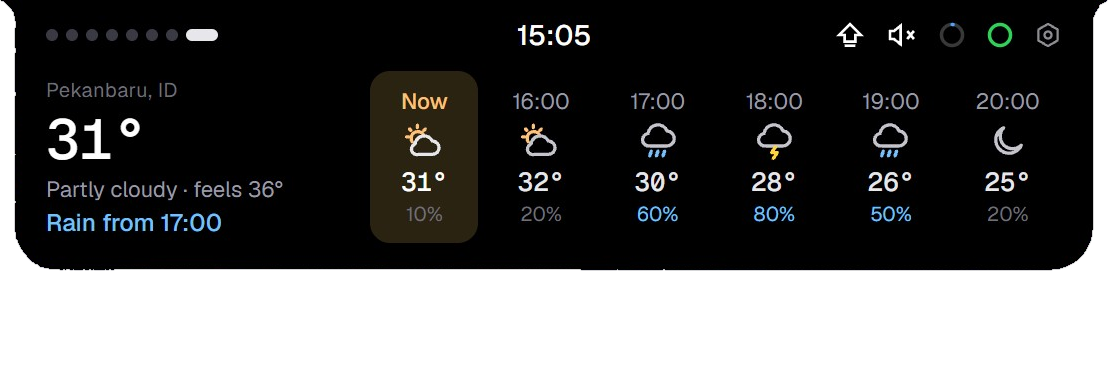 15:05
Pekanbaru, ID
31°
Partly cloudy · feels 36°
Rain from 17:00
Now 16:00 17:00 18:00 19:00 20:00
31° 32° 30° 28° 26° 25°
10% 20% 60% 80% 50% 20%